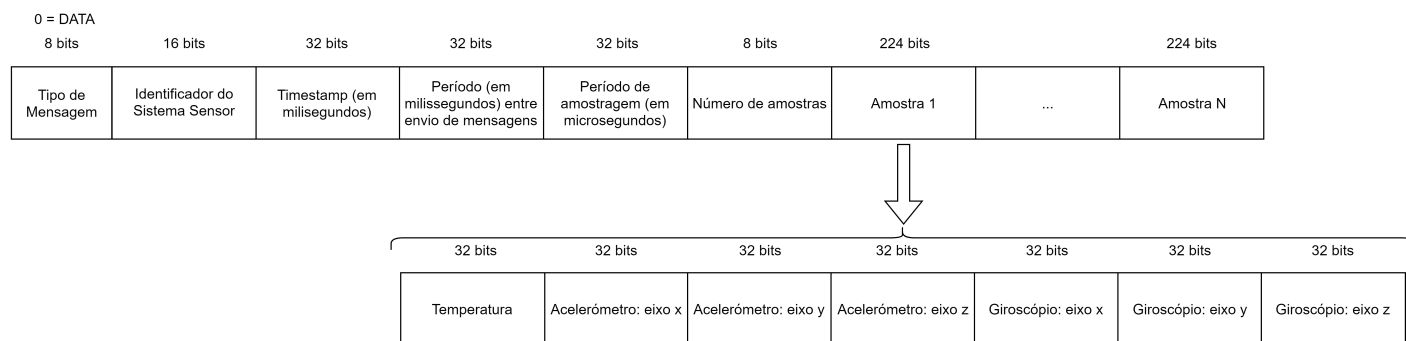 0 = DATA
8 bits
16 bits
32 bits
32 bits
32 bits
8 bits
224 bits
224 bits
Tipo de
Mensagem
Identificador do
Sistema Sensor
Timestamp (em
milisegundos)
Período (em
milissegundos) entre
envio de mensagens
Período de
amostragem (em
microsegundos)
Número de amostras
Amostra 1
...
Amostra N
32 bits
32 bits
32 bits
32 bits
32 bits
32 bits
32 bits
Temperatura
Acelerómetro: eixo x
Acelerómetro: eixo y
Acelerómetro: eixo z
Giroscópio: eixo x
Giroscópio: eixo y
Giroscópio: eixo z